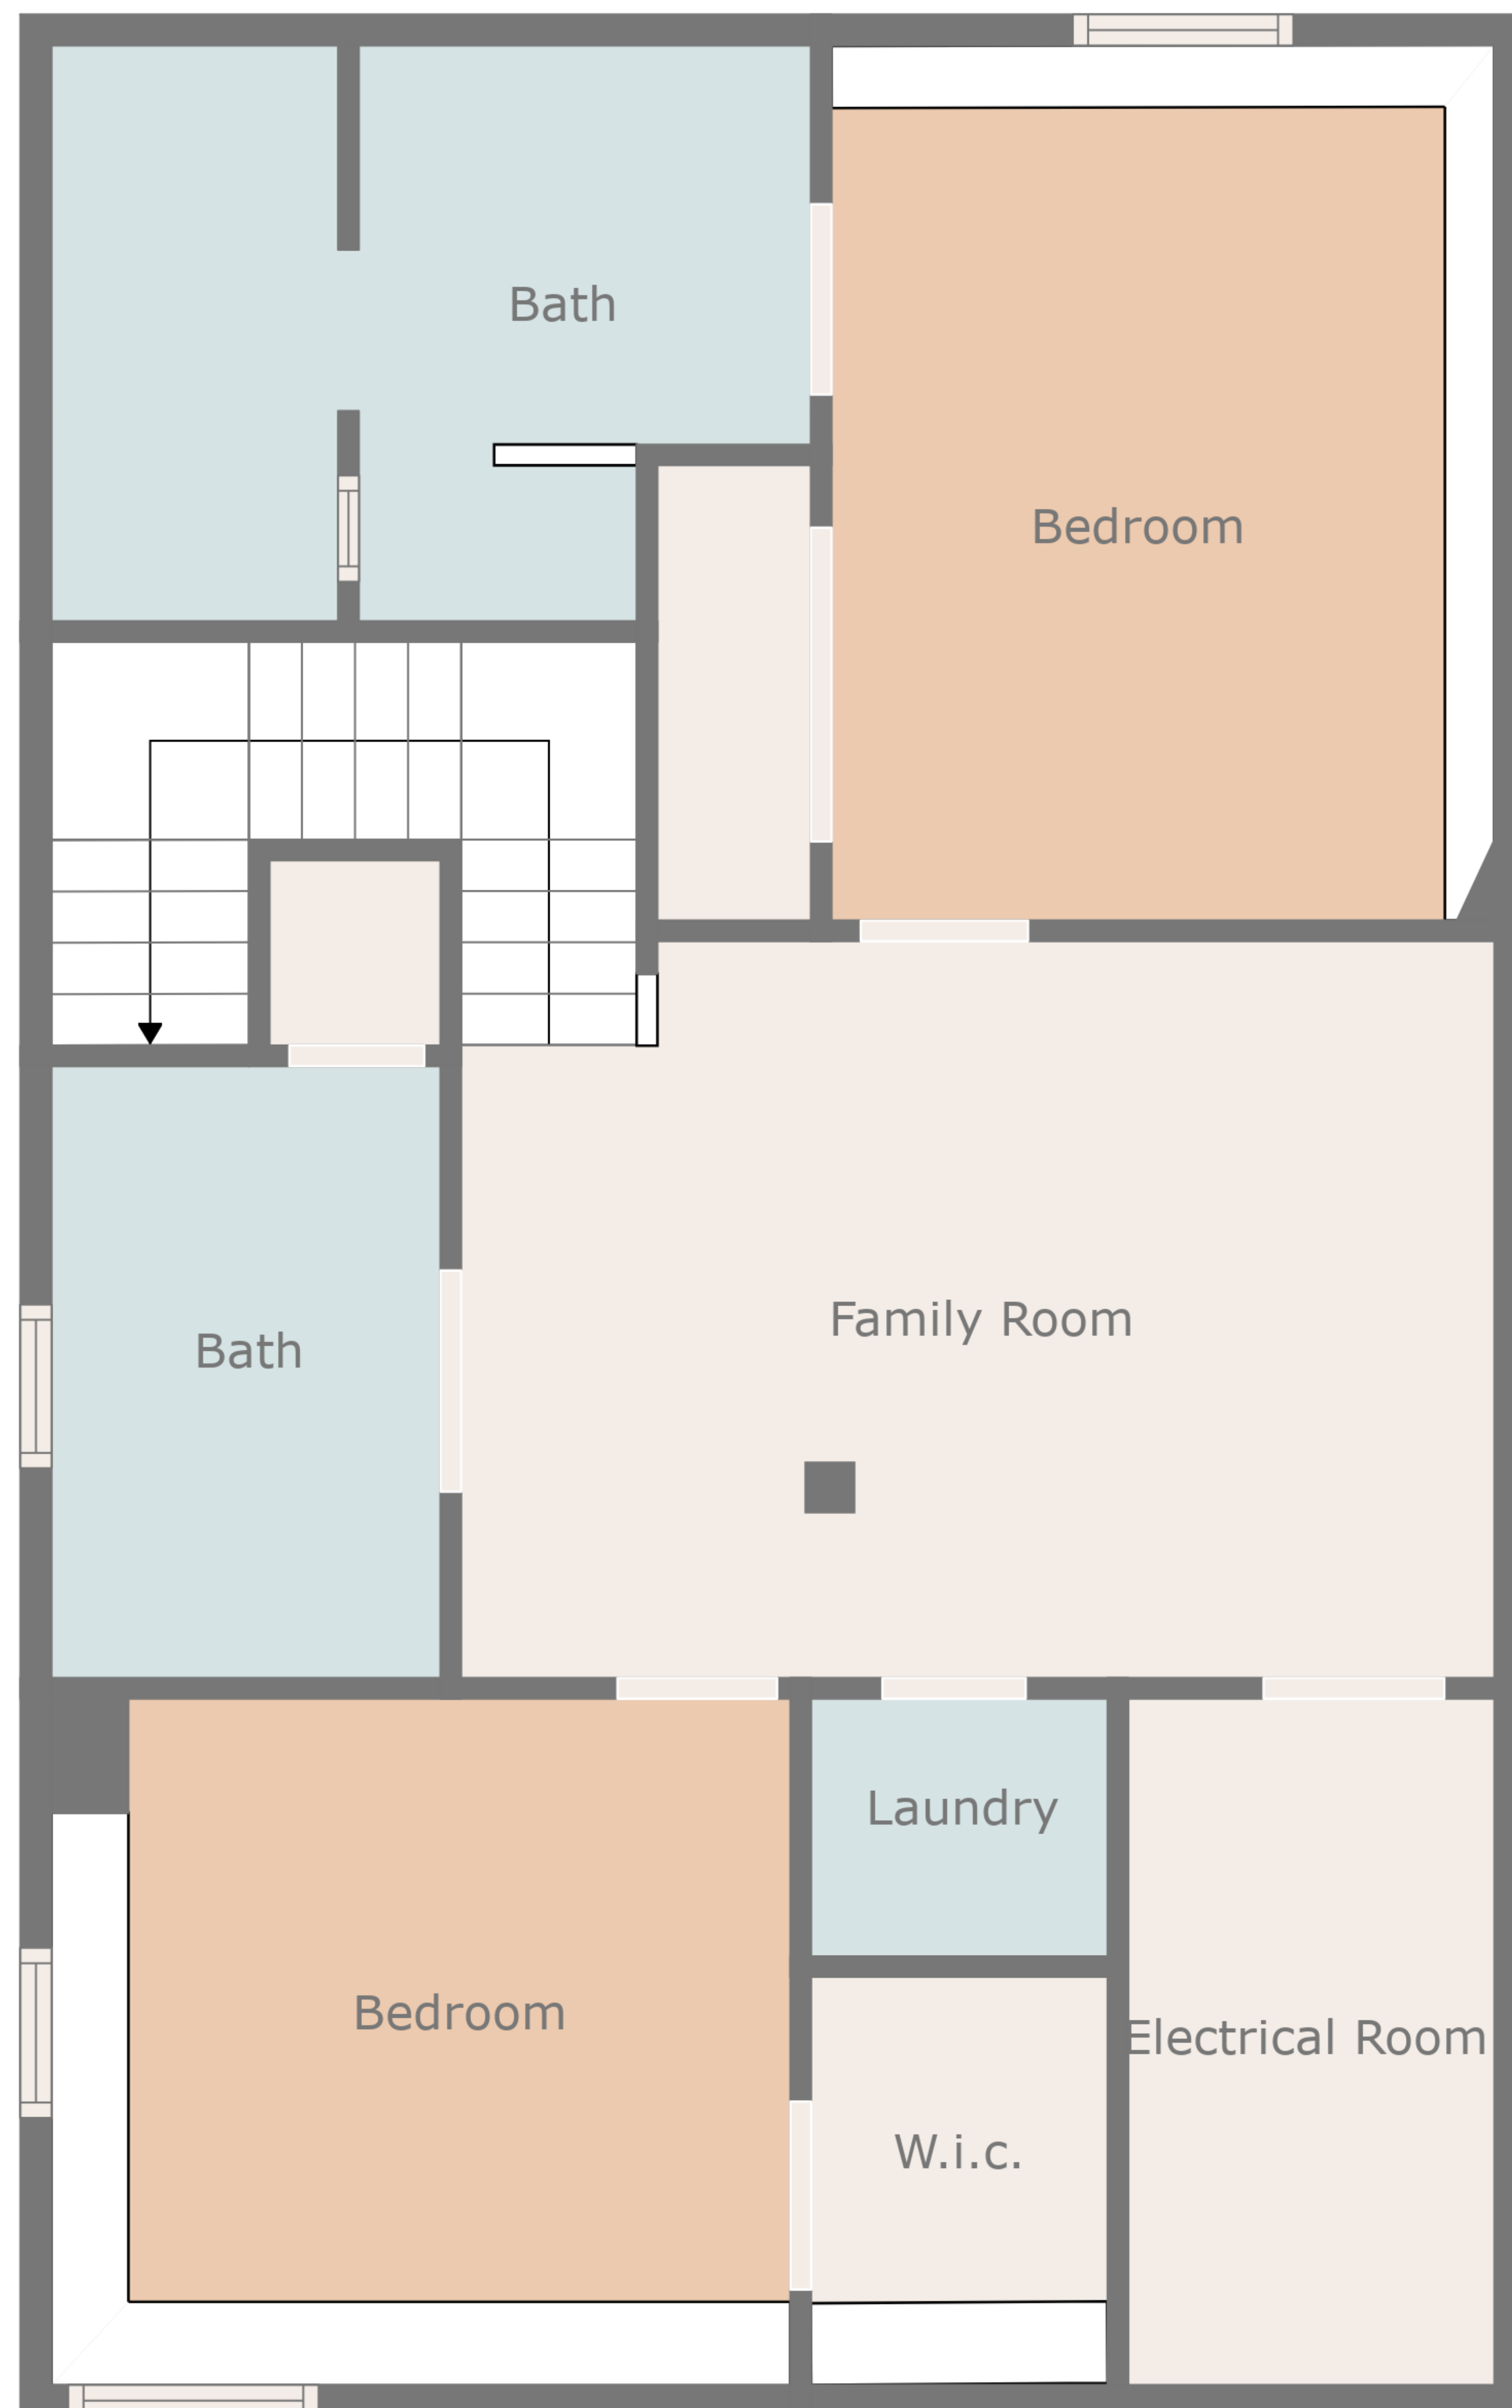 Bath
Bedroom
Family Room
Bath
Laundry
Bedroom
Electrical Room
W.i.c.